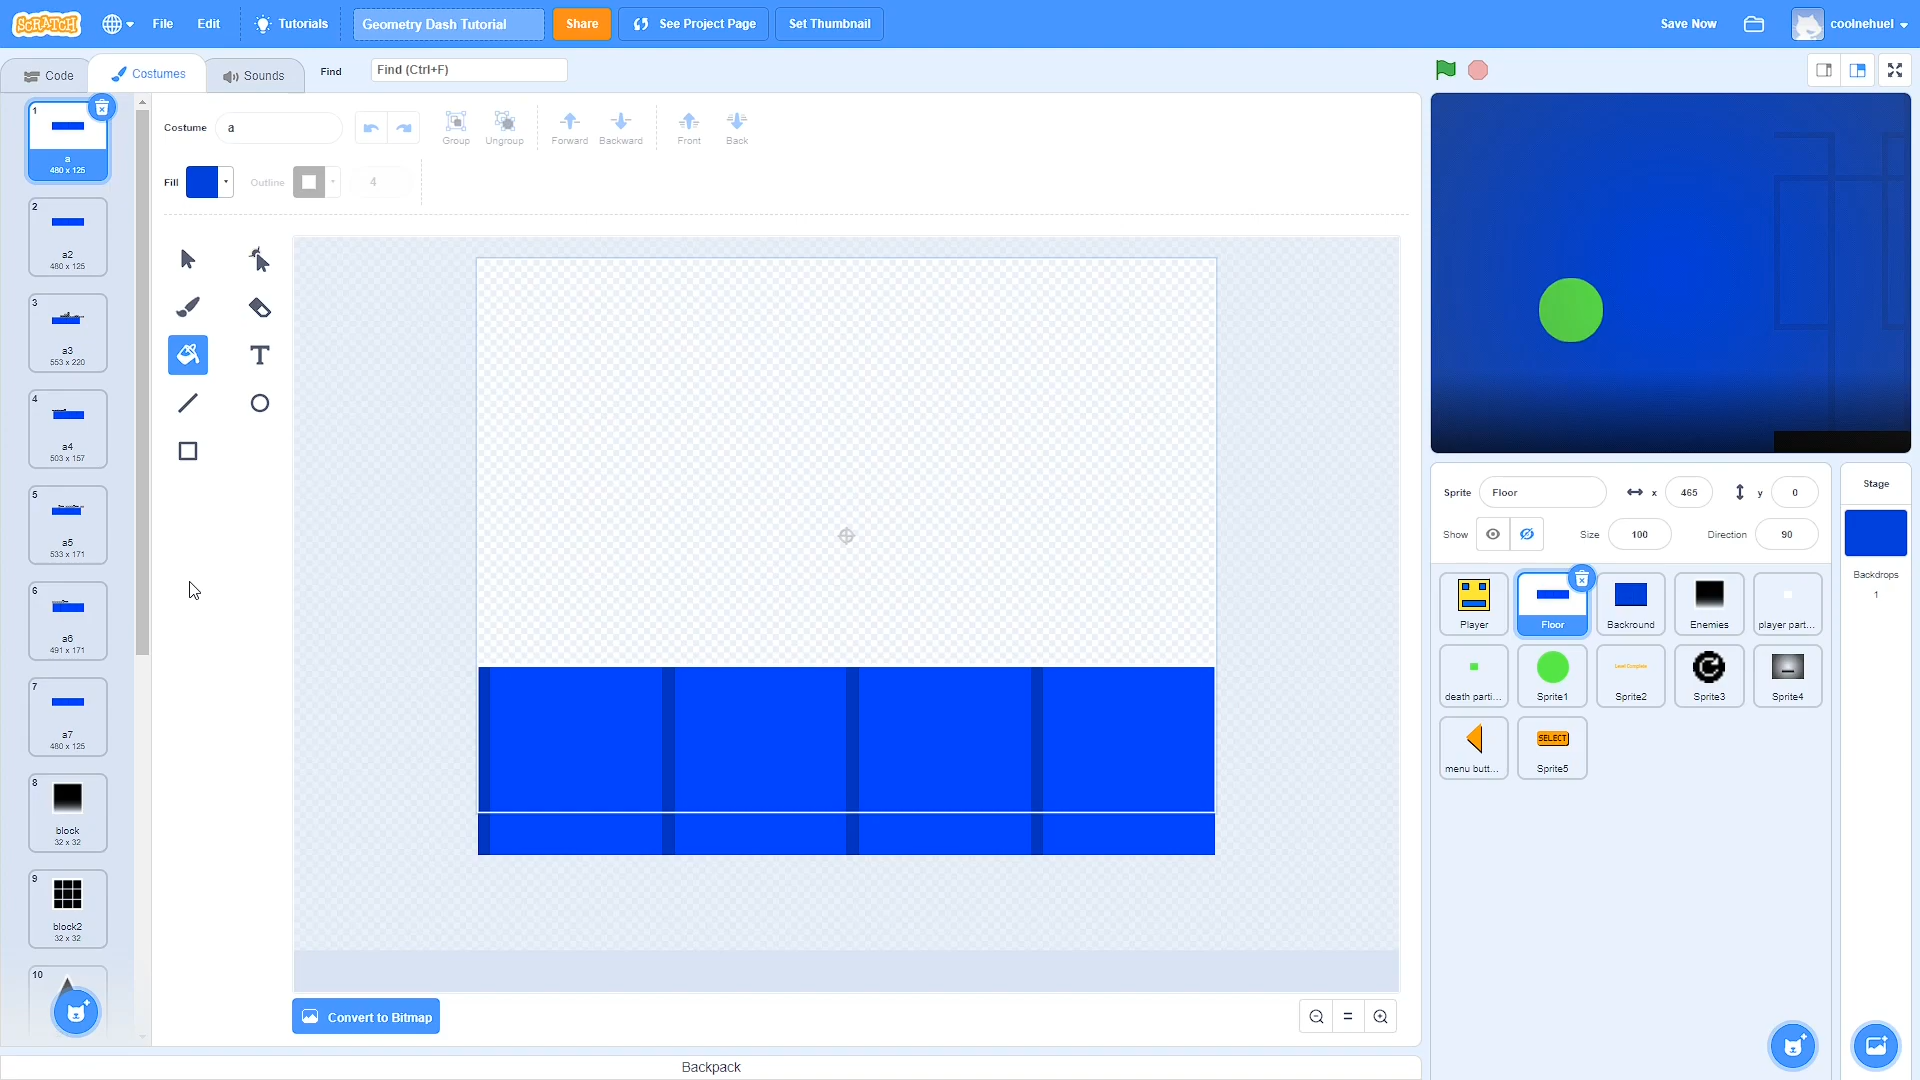 SCRATCH
File
Edit
Tutorials
Geometry Dash Tutorial
Share
See Project Page
Set Thumbnail
Save Now
coolnehuel
Code
Costumes
Sounds
Find
Find (Ctrl+F)
1
a
480 x 125
2
a2
480 x 125
3
a3
553 x 220
4
a4
503 x 157
5
a5
533 x 171
6
a6
491 x 171
7
a7
480 x 125
8
block
32 x 32
9
block2
32 x 32
10
Costume
a
Group
Ungroup
Forward
Backward
Front
Back
Fill
Outline
4
T
Convert to Bitmap
Backpack
Sprite
Floor
x
465
y
0
Show
Size
100
Direction
90
Player
Floor
Backround
Enemies
player part...
death parti...
Sprite1
Level Complete
Sprite2
Sprite3
Sprite4
menu butt...
SELECT
Sprite5
Stage
Backdrops
1